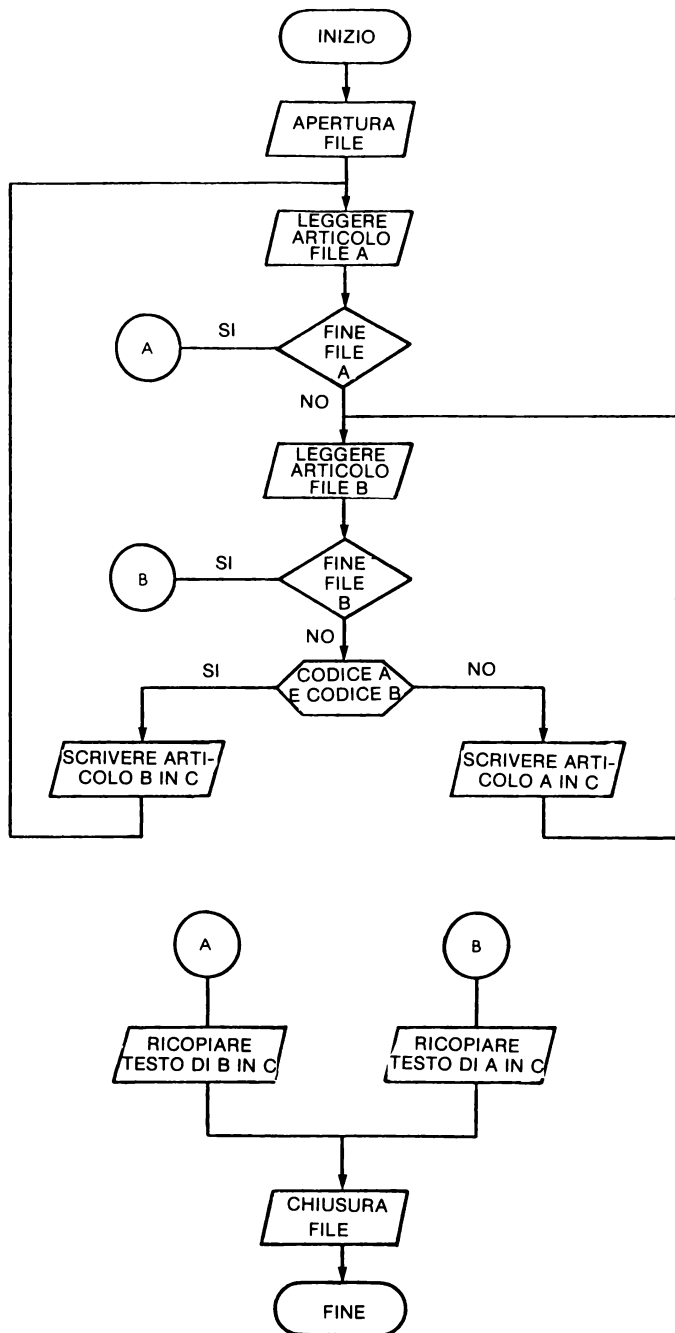 INIZIO
APERTURA
FILE
LEGGERE
ARTICOLO
FILE A
A
SI
FINE
FILE
A
NO
LEGGERE
ARTICOLO
FILE B
B
SI
FINE
FILE
B
NO
SI
CODICE A
E CODICE B
NO
SCRIVERE ARTI-
COLO B IN C
SCRIVERE ARTI-
COLO A IN C
A
B
RICOPIARE
TESTO DI B IN C
RICOPIARE
TESTO DI A IN C
CHIUSURA
FILE
FINE